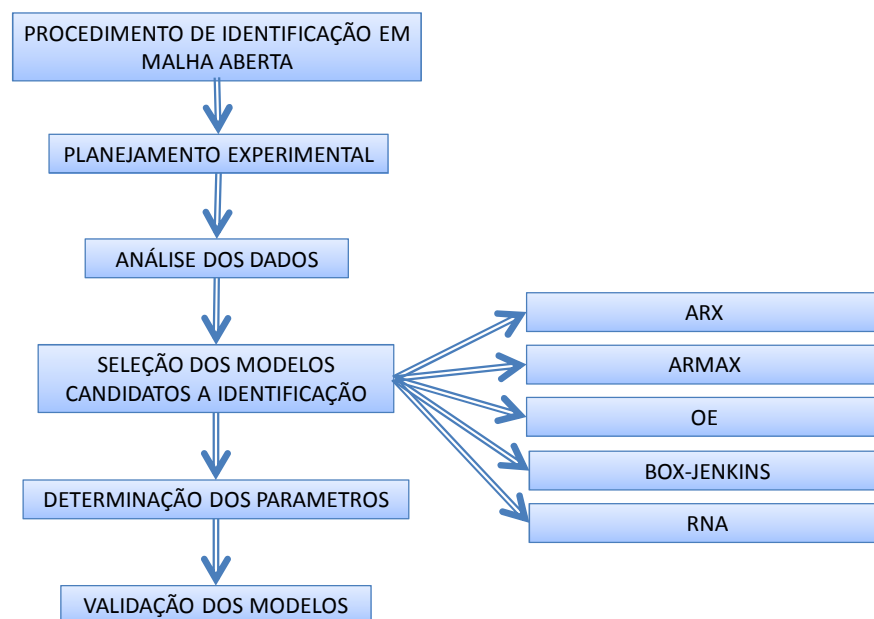 PROCEDIMENTO DE IDENTIFICAÇÃO EM
MALHA ABERTA
PLANEJAMENTO EXPERIMENTAL
ANÁLISE DOS DADOS
SELEÇÃO DOS MODELOS
CANDIDATOS A IDENTIFICAÇÃO
DETERMINAÇÃO DOS PARAMETROS
VALIDAÇÃO DOS MODELOS
ARX
ARMAX
OE
BOX-JENKINS
RNA